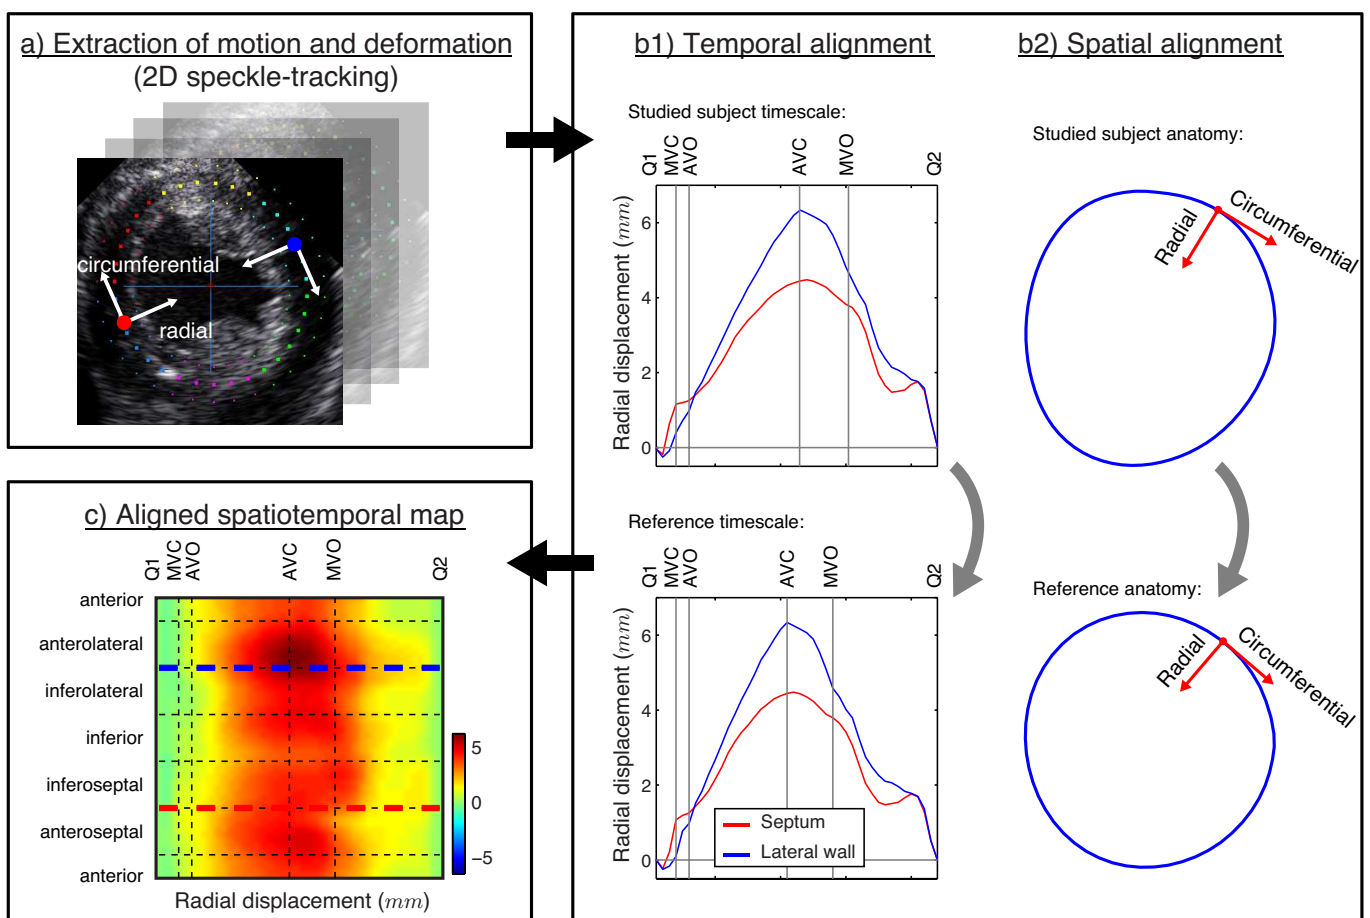 a) Extraction of motion and deformation
(2D speckle-tracking)
circumferential
radial
b1) Temporal alignment
Studied subject timescale:
Q1 MVC AVO AVC MVO Q2
Radial displacement (mm)
6
4
2
0
Reference timescale:
Q1 MVC AVO AVC MVO Q2
Radial displacement (mm)
6
4
2
0
Septum
Lateral wall
b2) Spatial alignment
Studied subject anatomy:
Radial
Circumferential
Reference anatomy:
Radial
Circumferential
c) Aligned spatiotemporal map
Q1 MVC AVO AVC MVO Q2
anterior
anterolateral
inferolateral
inferior
inferoseptal
anteroseptal
anterior
5
0
−5
Radial displacement (mm)